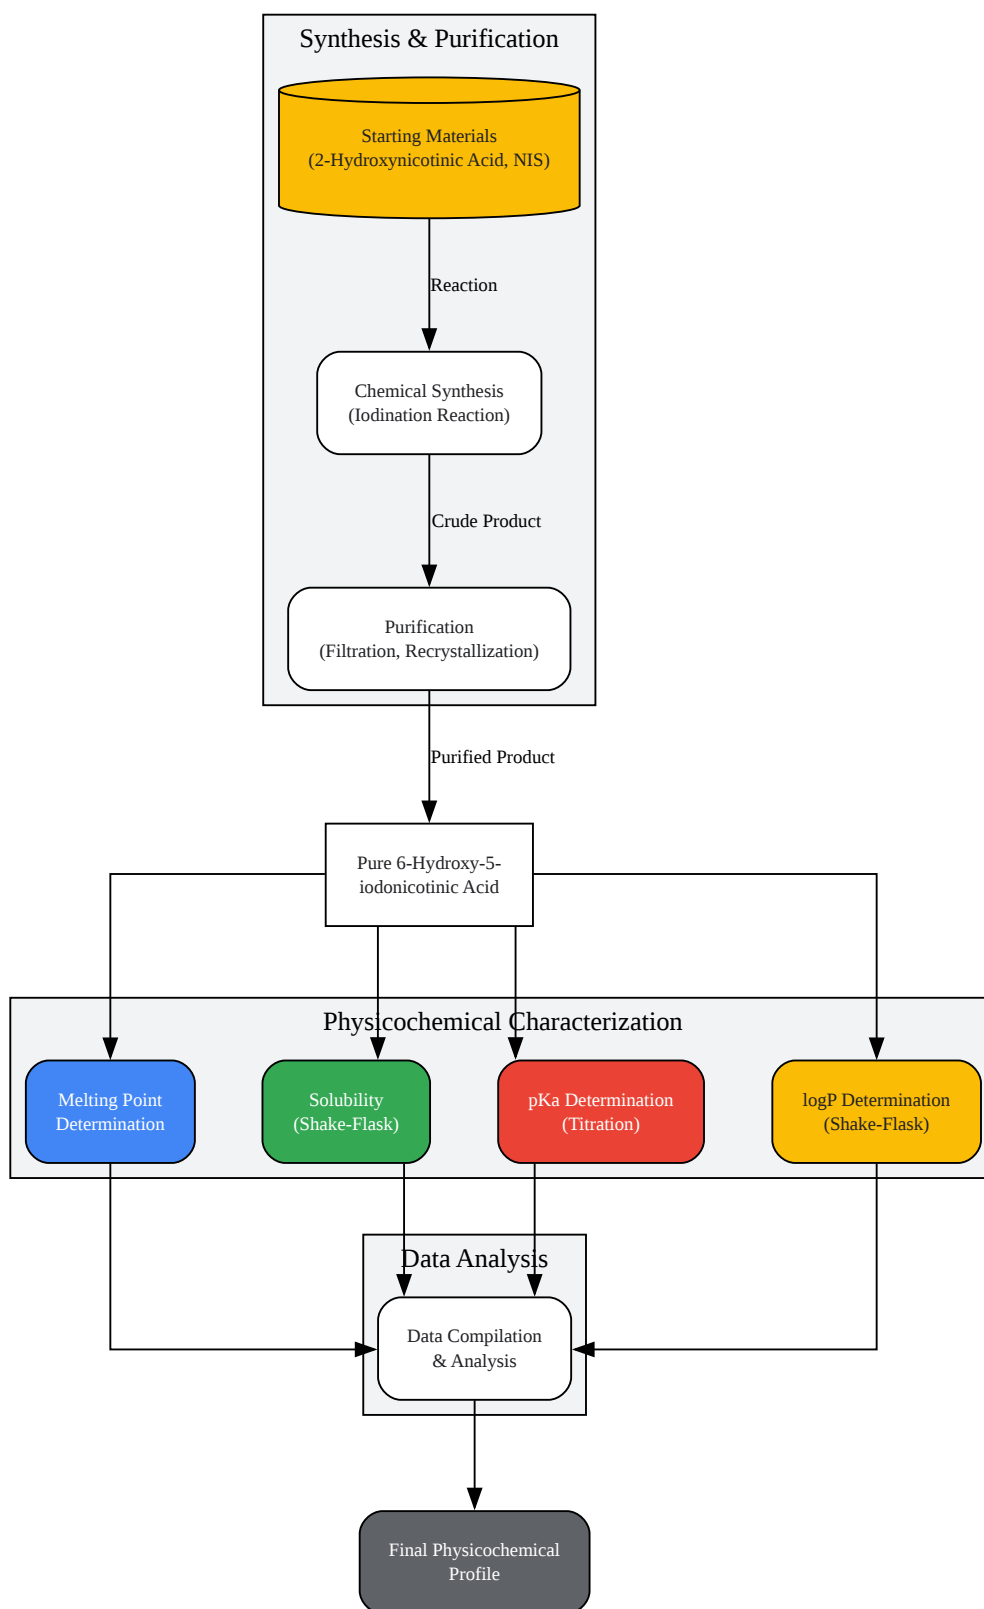 Synthesis & Purification
Starting Materials
(2-Hydroxynicotinic Acid, NIS)
Reaction
Chemical Synthesis
(Iodination Reaction)
Crude Product
Purification
(Filtration, Recrystallization)
Purified Product
Pure 6-Hydroxy-5-
iodonicotinic Acid
Physicochemical Characterization
Melting Point
Determination
Solubility
(Shake-Flask)
pKa Determination
(Titration)
logP Determination
(Shake-Flask)
Data Analysis
Data Compilation
& Analysis
Final Physicochemical
Profile